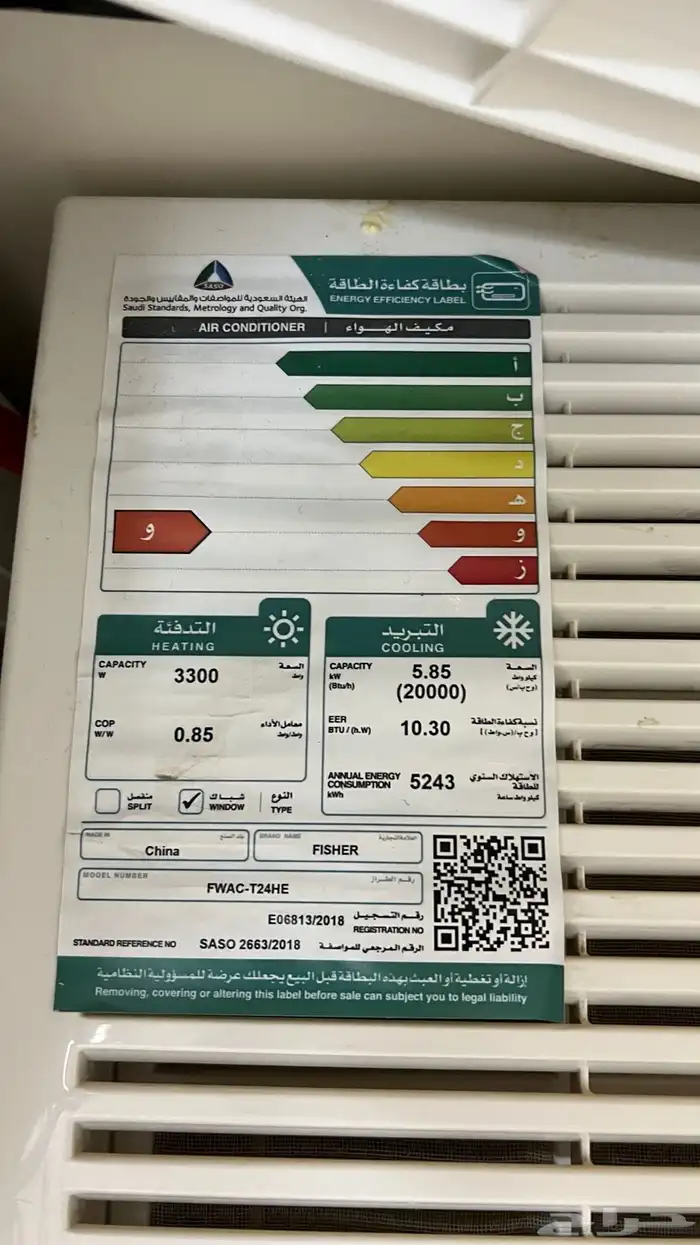 SASO
الهيئة السعودية للمواصفات والمقاييس والجودة
Saudi Standards, Metrology and Quality Org.
بطاقة كفاءة الطاقة
ENERGY EFFICIENCY LABEL
AIR CONDITIONER | مكيف الهواء
أ
ب
ج
د
هـ
و
و
ز
التدفئة
HEATING
CAPACITY
W
3300
السعة
واط
COP
W/W
0.85
معامل الأداء
واط/واط
التبريد
COOLING
CAPACITY
kW
(Btu/h)
5.85
(20000)
السعة
كيلو واط
(و ح ب/س)
EER
BTU / (h.W)
10.30
نسبة كفاءة الطاقة
[و ح ب/(س.واط)]
ANNUAL ENERGY
CONSUMPTION
kWh
5243
الاستهلاك السنوي
للطاقة
كيلو واط ساعة
منفصل
SPLIT
شباك
WINDOW
النوع
TYPE
MADE IN
بلد الصنع
China
BRAND NAME
العلامة التجارية
FISHER
MODEL NUMBER
رقم الطراز
FWAC-T24HE
E06813/2018
رقم التسجيل
REGISTRATION NO
STANDARD REFERENCE NO SASO 2663/2018 الرقم المرجعي للمواصفة
إزالة أو تغطية أو العبث بهذه البطاقة قبل البيع يجعلك عرضة للمسؤولية النظامية
Removing, covering or altering this label before sale can subject you to legal liability
حراج